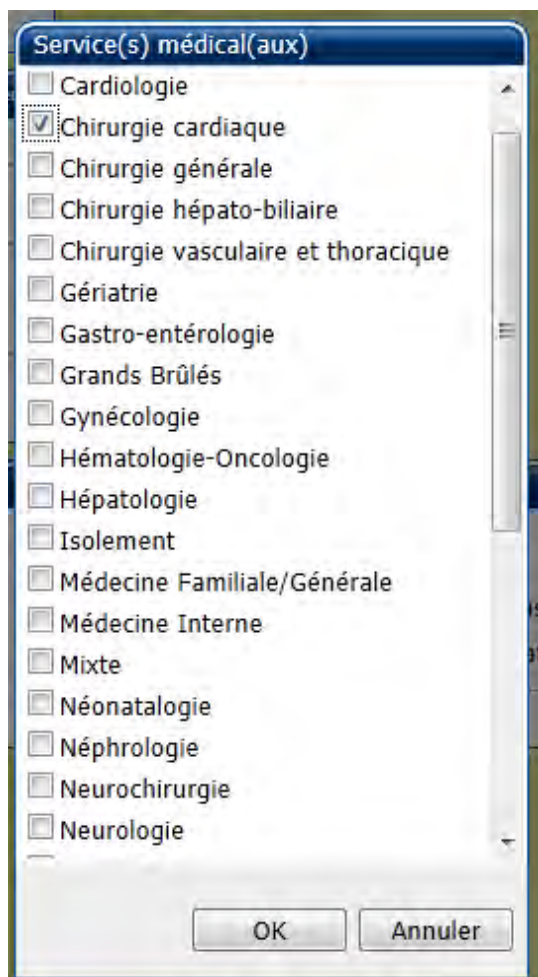 Service(s) médical(aux)
Cardiologie
Chirurgie cardiaque
Chirurgie générale
Chirurgie hépato-biliaire
Chirurgie vasculaire et thoracique
Gériatrie
Gastro-entérologie
Grands Brûlés
Gynécologie
Hématologie-Oncologie
Hépatologie
Isolement
Médecine Familiale/Générale
Médecine Interne
Mixte
Néonatalogie
Néphrologie
Neurochirurgie
Neurologie
OK Annuler